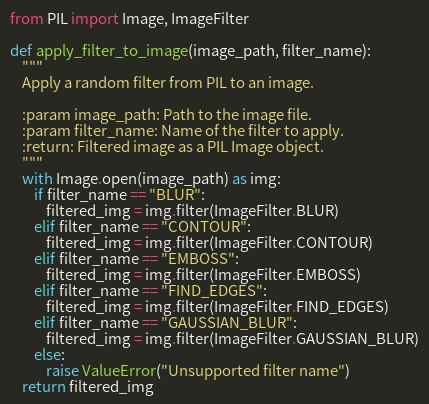 from PIL import Image, ImageFilter

def apply_filter_to_image(image_path, filter_name):
    """
    Apply a random filter from PIL to an image.

    :param image_path: Path to the image file.
    :param filter_name: Name of the filter to apply.
    :return: Filtered image as a PIL Image object.
    """
    with Image.open(image_path) as img:
        if filter_name == "BLUR":
            filtered_img = img.filter(ImageFilter.BLUR)
        elif filter_name == "CONTOUR":
            filtered_img = img.filter(ImageFilter.CONTOUR)
        elif filter_name == "EMBOSS":
            filtered_img = img.filter(ImageFilter.EMBOSS)
        elif filter_name == "FIND_EDGES":
            filtered_img = img.filter(ImageFilter.FIND_EDGES)
        elif filter_name == "GAUSSIAN_BLUR":
            filtered_img = img.filter(ImageFilter.GAUSSIAN_BLUR)
        else:
            raise ValueError("Unsupported filter name")
    return filtered_img